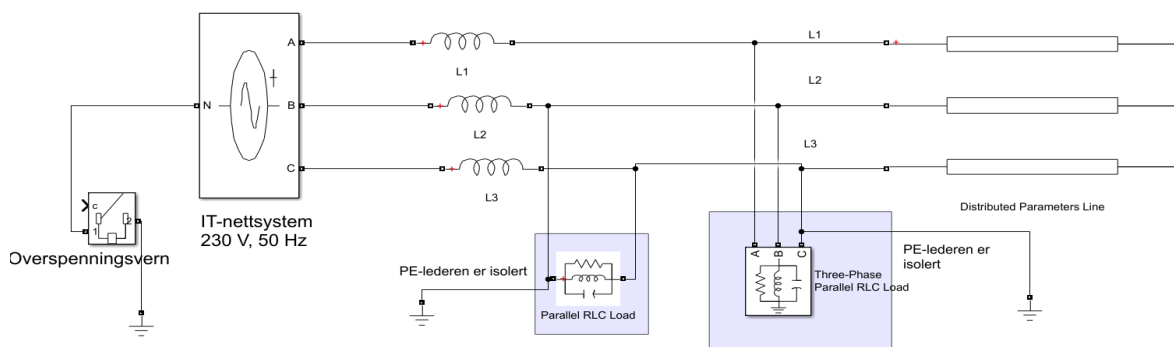 A
B
C
N
L1
L2
L3
L1
L2
L3
c
1
2
IT-nettsystem
230 V, 50 Hz
Overspenningsvern
PE-lederen er isolert
Parallel RLC Load
A
B
C
Three-Phase
Parallel RLC Load
PE-lederen er
isolert
Distributed Parameters Line